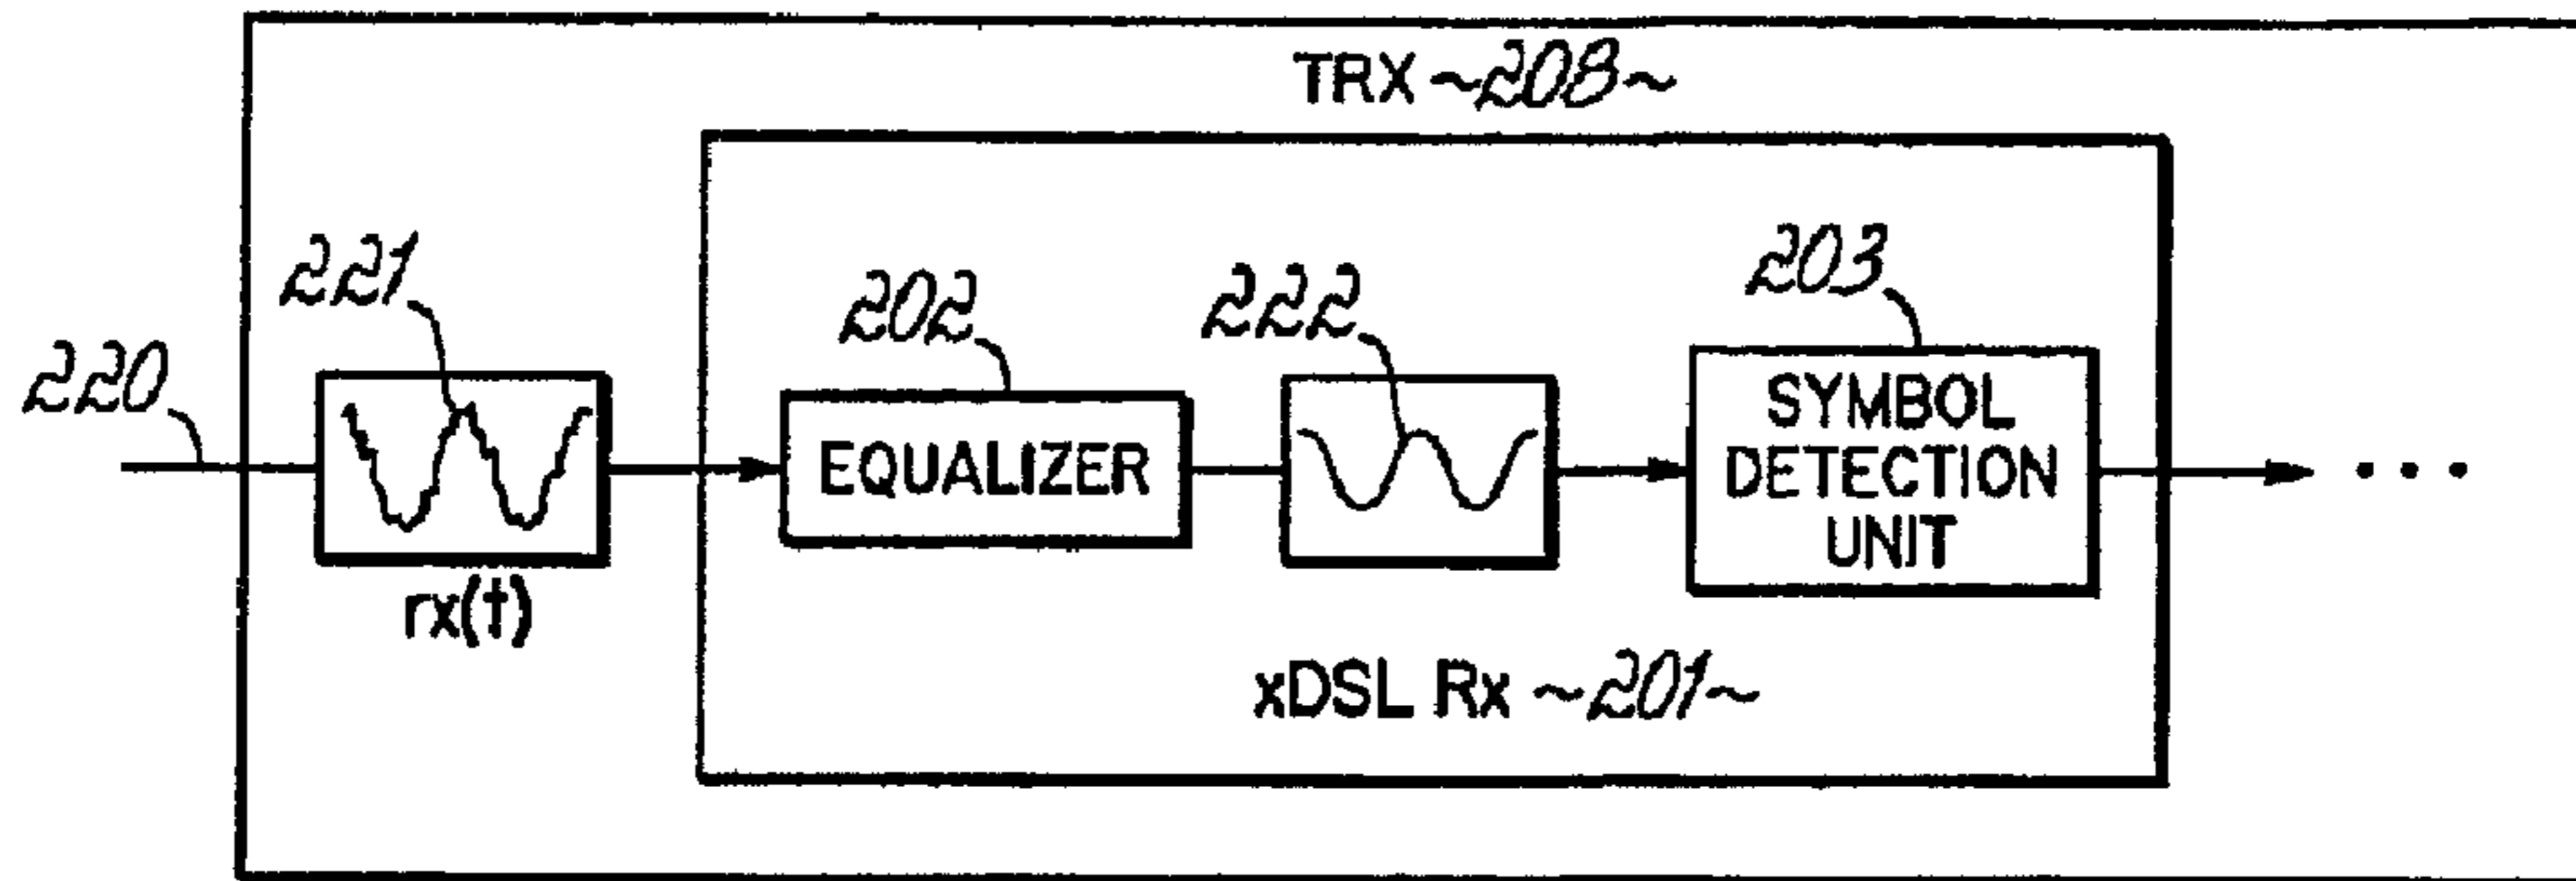 TRX ~208~
221
202
222
203
220
EQUALIZER
SYMBOL
DETECTION
UNIT
rx(t)
xDSL Rx ~201~